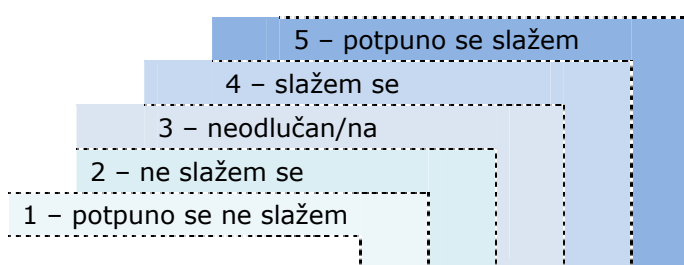 5 – potpuno se slažem
4 – slažem se
3 – neodlučan/na
2 – ne slažem se
1 – potpuno se ne slažem